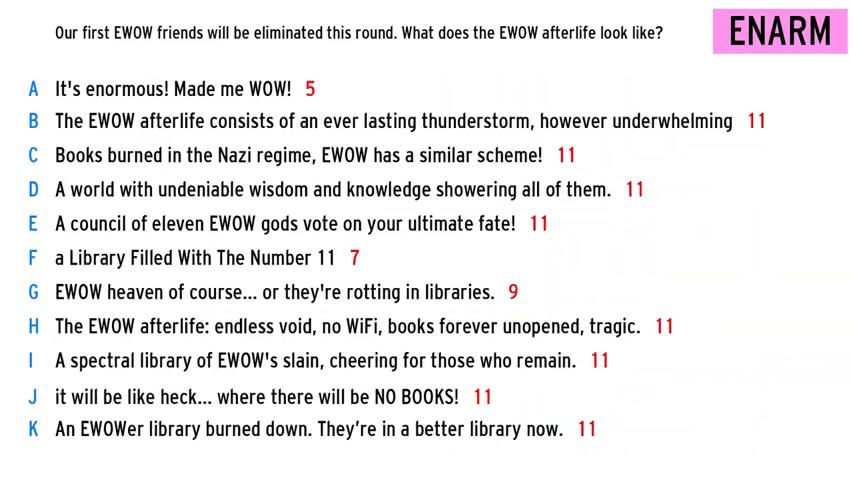 Our first EWOW friends will be eliminated this round. What does the EWOW afterlife look like?
ENARM
A It's enormous! Made me WOW! 5
B The EWOW afterlife consists of an ever lasting thunderstorm, however underwhelming 11
C Books burned in the Nazi regime, EWOW has a similar scheme! 11
D A world with undeniable wisdom and knowledge showering all of them. 11
E A council of eleven EWOW gods vote on your ultimate fate! 11
F a Library Filled With The Number 11 7
G EWOW heaven of course... or they're rotting in libraries. 9
H The EWOW afterlife: endless void, no WiFi, books forever unopened, tragic. 11
I A spectral library of EWOW's slain, cheering for those who remain. 11
J it will be like heck... where there will be NO BOOKS! 11
K An EWOWer library burned down. They’re in a better library now. 11